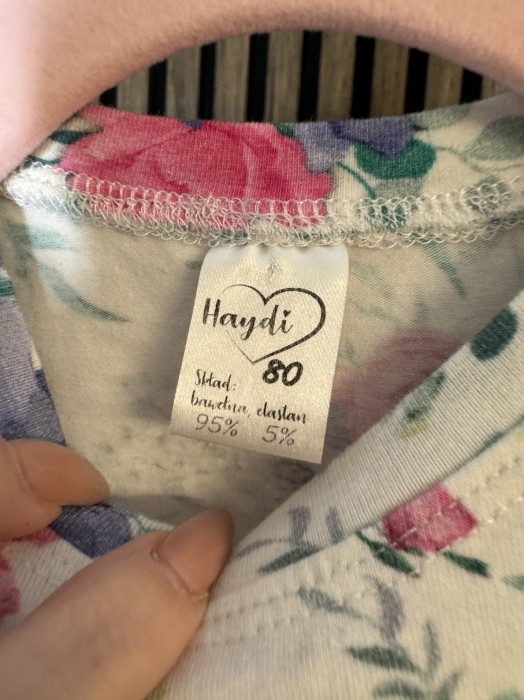 Haydi
80
Skład:
bawełna, elastan
95% 5%